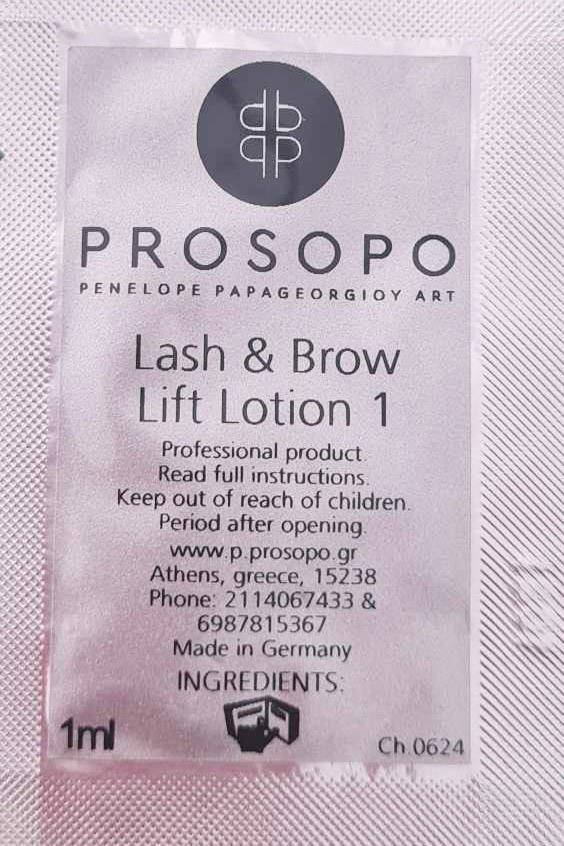 PROSOPO
PENELOPE PAPAGEORGIOY ART
Lash & Brow
Lift Lotion 1
Professional product.
Read full instructions.
Keep out of reach of children.
Period after opening.
www.p.prosopo.gr
Athens, greece, 15238
Phone: 2114067433 &
6987815367
Made in Germany
INGREDIENTS:
1ml
Ch.0624